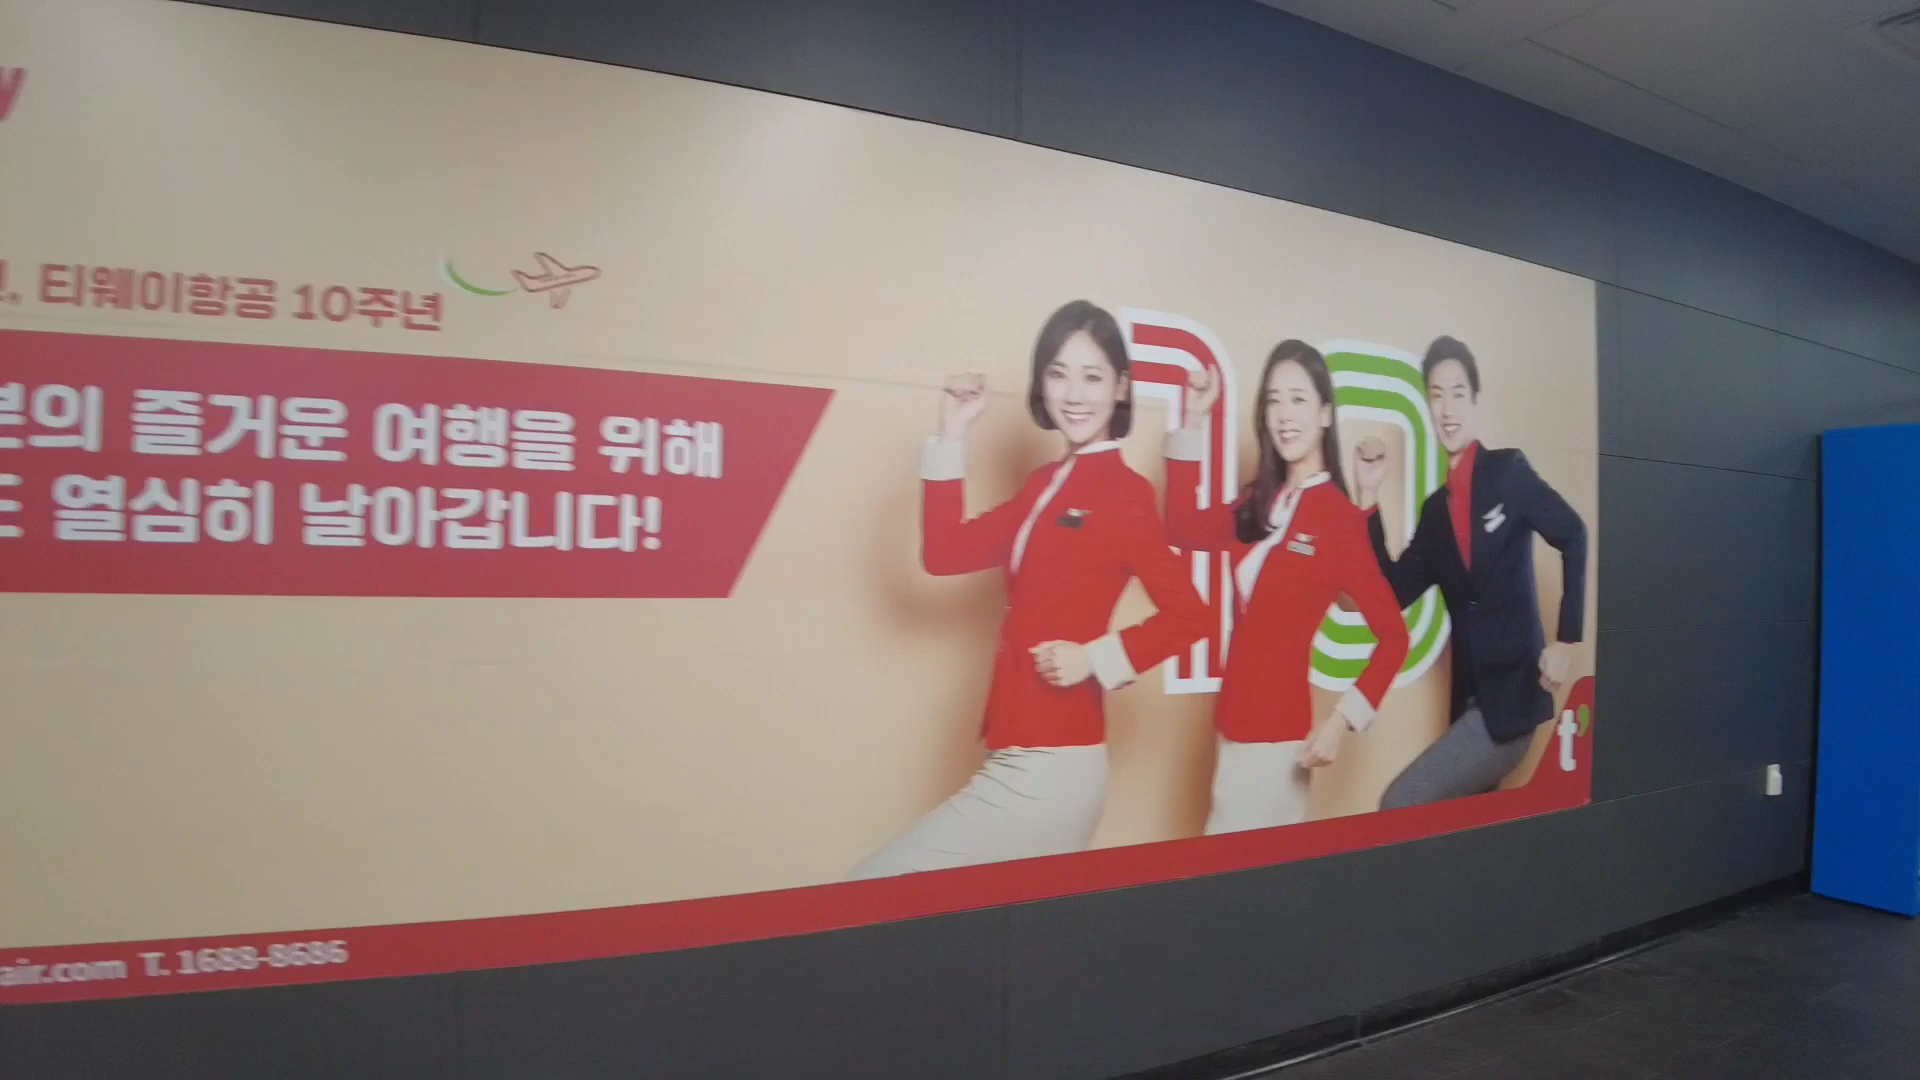 티웨이항공 10주년
즐거운 여행을 위해
열심히 날아갑니다!
10
t'
air.com T. 1688-8686